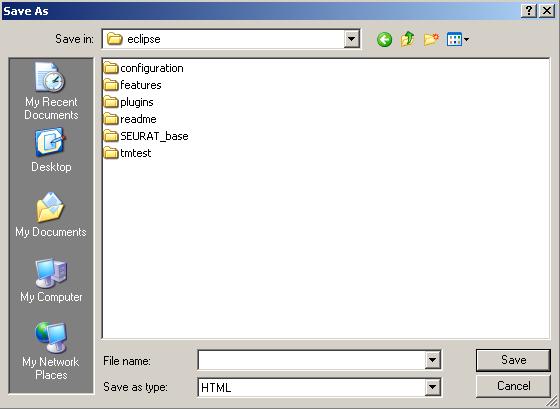 Save As
Save in: eclipse
My Recent
Documents
Desktop
My Documents
My Computer
My Network
Places
configuration
features
plugins
readme
SEURAT_base
tmtest
File name:
Save
Save as type: HTML
Cancel